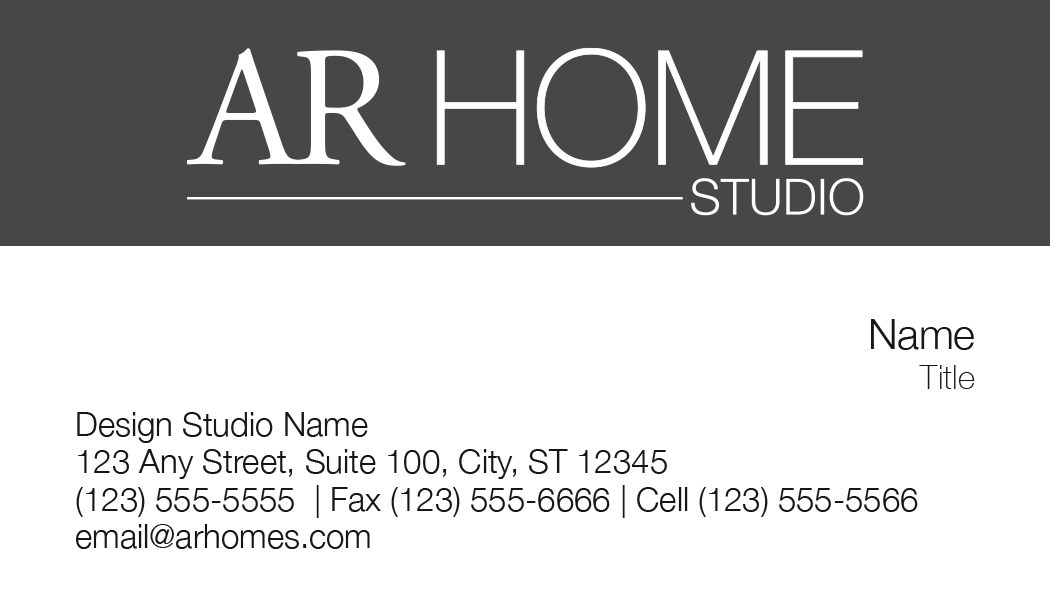 AR HOME
STUDIO
Name
Title
Design Studio Name
123 Any Street, Suite 100, City, ST 12345
(123) 555-5555 | Fax (123) 555-6666 | Cell (123) 555-5566
email@arhomes.com